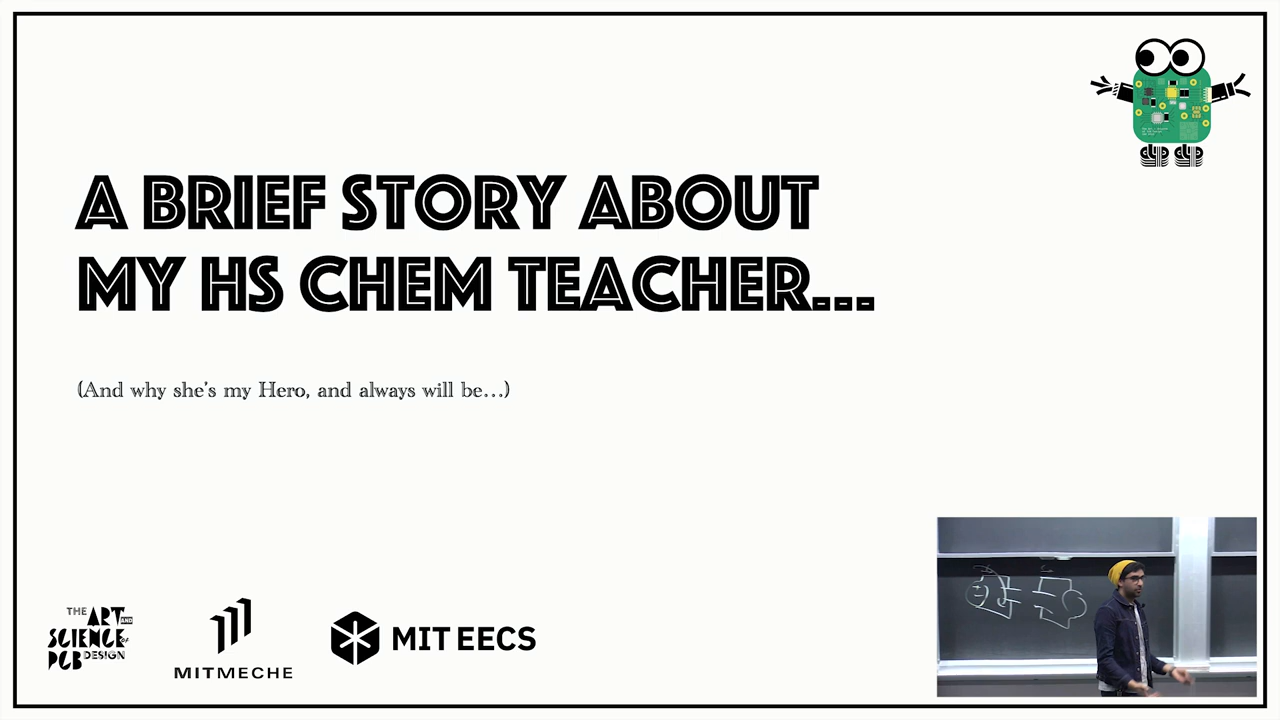 A BRIEF STORY ABOUT
MY HS CHEM TEACHER...
(And why she's my Hero, and always will be...)
THE ART AND
SCIENCE OF
PCB DESIGN
MITMECHE
MIT EECS